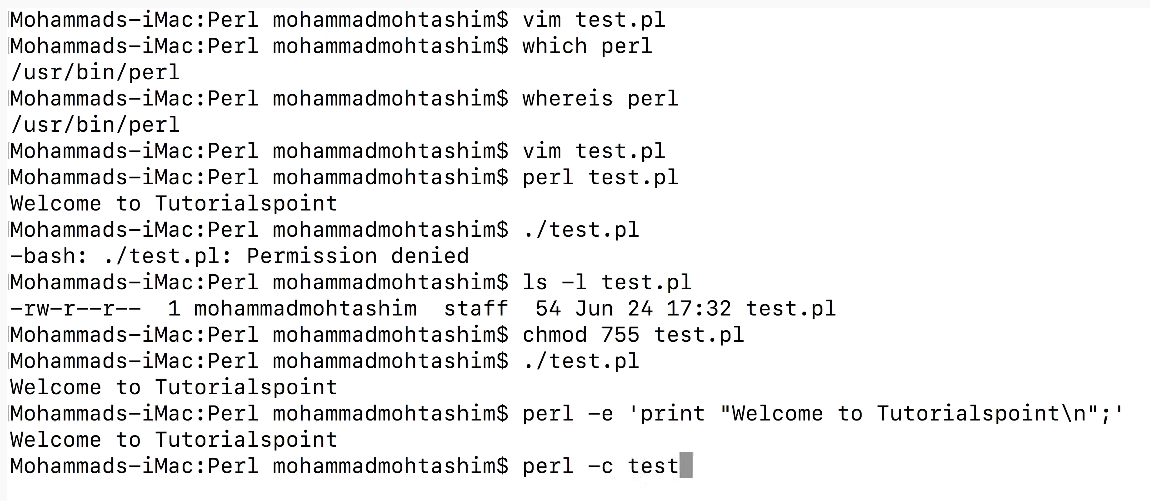 Mohammads-iMac:Perl mohammadmohtashim$ vim test.pl
Mohammads-iMac:Perl mohammadmohtashim$ which perl
/usr/bin/perl
Mohammads-iMac:Perl mohammadmohtashim$ whereis perl
/usr/bin/perl
Mohammads-iMac:Perl mohammadmohtashim$ vim test.pl
Mohammads-iMac:Perl mohammadmohtashim$ perl test.pl
Welcome to Tutorialspoint
Mohammads-iMac:Perl mohammadmohtashim$ ./test.pl
-bash: ./test.pl: Permission denied
Mohammads-iMac:Perl mohammadmohtashim$ ls -l test.pl
-rw-r--r--  1 mohammadmohtashim  staff  54 Jun 24 17:32 test.pl
Mohammads-iMac:Perl mohammadmohtashim$ chmod 755 test.pl
Mohammads-iMac:Perl mohammadmohtashim$ ./test.pl
Welcome to Tutorialspoint
Mohammads-iMac:Perl mohammadmohtashim$ perl -e 'print "Welcome to Tutorialspoint\n";'
Welcome to Tutorialspoint
Mohammads-iMac:Perl mohammadmohtashim$ perl -c test